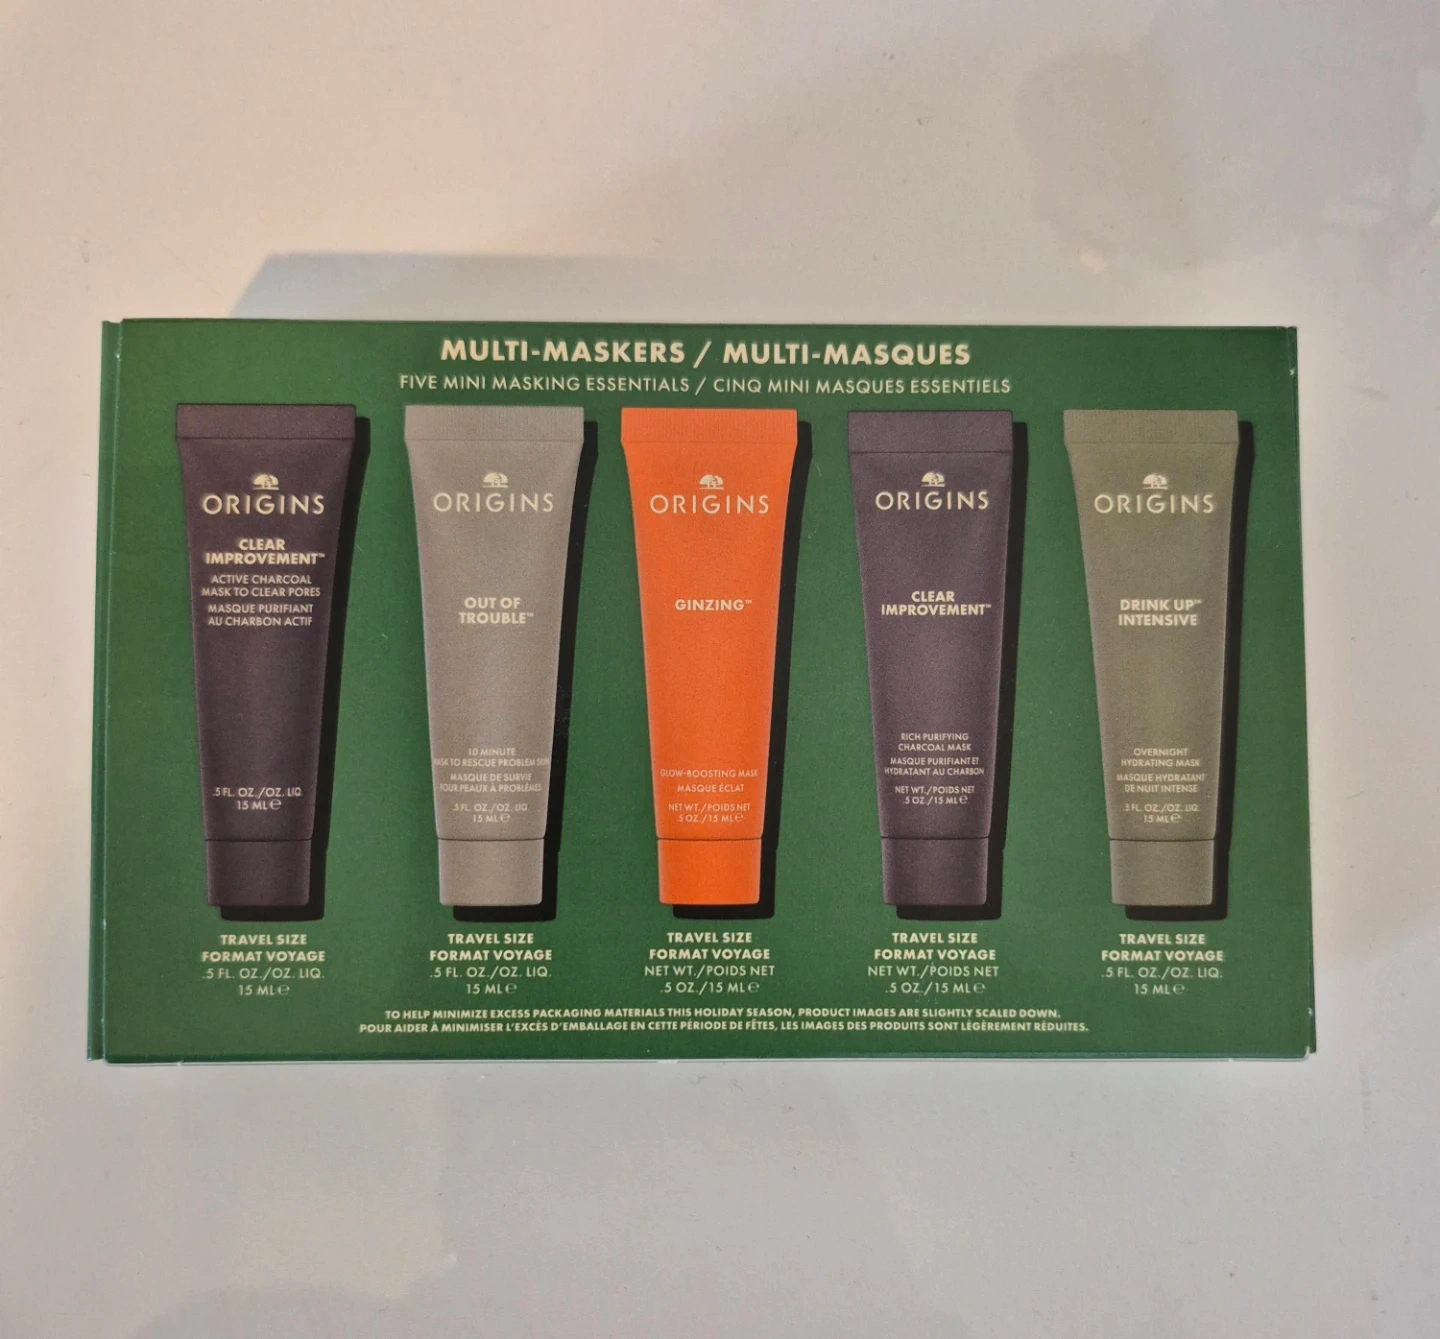 MULTI-MASKERS / MULTI-MASQUES
FIVE MINI MASKING ESSENTIALS / CINQ MINI MASQUES ESSENTIELS
ORIGINS
CLEAR
IMPROVEMENT™
ACTIVE CHARCOAL
MASK TO CLEAR PORES
MASQUE PURIFIANT
AU CHARBON ACTIF
.5 FL. OZ./OZ. LIQ.
15 ML℮
TRAVEL SIZE
FORMAT VOYAGE
.5 FL. OZ./OZ. LIQ.
15 ML℮
ORIGINS
OUT OF
TROUBLE™
10 MINUTE
MASK TO RESCUE PROBLEM SKIN
MASQUE DE SURVIE
POUR PEAUX À PROBLÈMES
.5 FL. OZ./OZ. LIQ.
15 ML℮
TRAVEL SIZE
FORMAT VOYAGE
.5 FL. OZ./OZ. LIQ.
15 ML℮
ORIGINS
GINZING™
GLOW-BOOSTING MASK
MASQUE ÉCLAT
NET WT./POIDS NET
.5 OZ./15 ML℮
TRAVEL SIZE
FORMAT VOYAGE
NET WT./POIDS NET
.5 OZ./15 ML℮
ORIGINS
CLEAR
IMPROVEMENT™
RICH PURIFYING
CHARCOAL MASK
MASQUE PURIFIANT ET
HYDRATANT AU CHARBON
NET WT./POIDS NET
.5 OZ./15 ML℮
TRAVEL SIZE
FORMAT VOYAGE
NET WT./POIDS NET
.5 OZ./15 ML℮
ORIGINS
DRINK UP™
INTENSIVE
OVERNIGHT
HYDRATING MASK
MASQUE HYDRATANT
DE NUIT INTENSE
.5 FL. OZ./OZ. LIQ.
15 ML℮
TRAVEL SIZE
FORMAT VOYAGE
.5 FL. OZ./OZ. LIQ.
15 ML℮
TO HELP MINIMIZE EXCESS PACKAGING MATERIALS THIS HOLIDAY SEASON, PRODUCT IMAGES ARE SLIGHTLY SCALED DOWN.
POUR AIDER À MINIMISER L'EXCÈS D'EMBALLAGE EN CETTE PÉRIODE DE FÊTES, LES IMAGES DES PRODUITS SONT LÉGÈREMENT RÉDUITES.